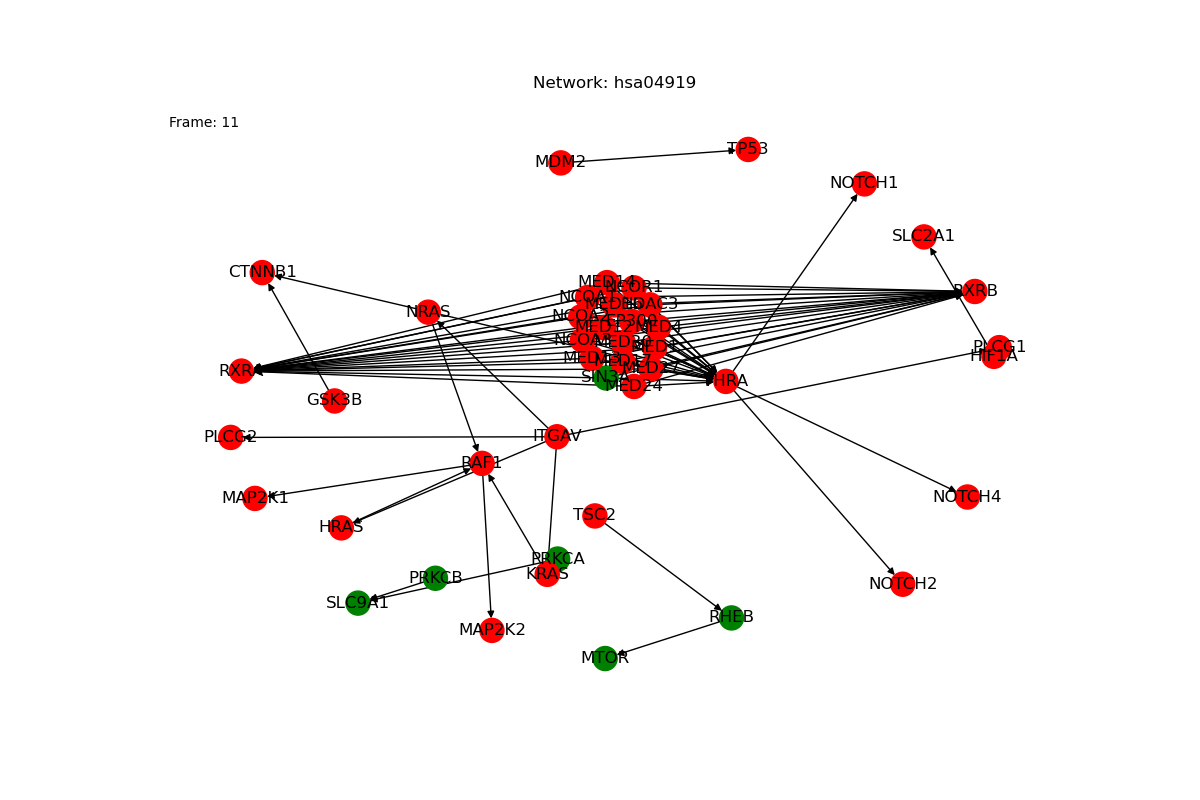 Network: hsa04919
Frame: 11
TP53
MDM2
NOTCH1
SLC2A1
CTNNB1
MED14
NCOR1
RXRB
NCOA1
HDAC3
NRAS
NCOA2
EP300
MED12
MED4
NCOA3
MED30
MED1
PLCG1
HIF1A
MED13
MED17
MED27
RXRA
SIN3A
THRA
MED24
GSK3B
PLCG2
ITGAV
RAF1
MAP2K1
NOTCH4
HRAS
TSC2
PRKCA
KRAS
PRKCB
NOTCH2
SLC9A1
RHEB
MAP2K2
MTOR